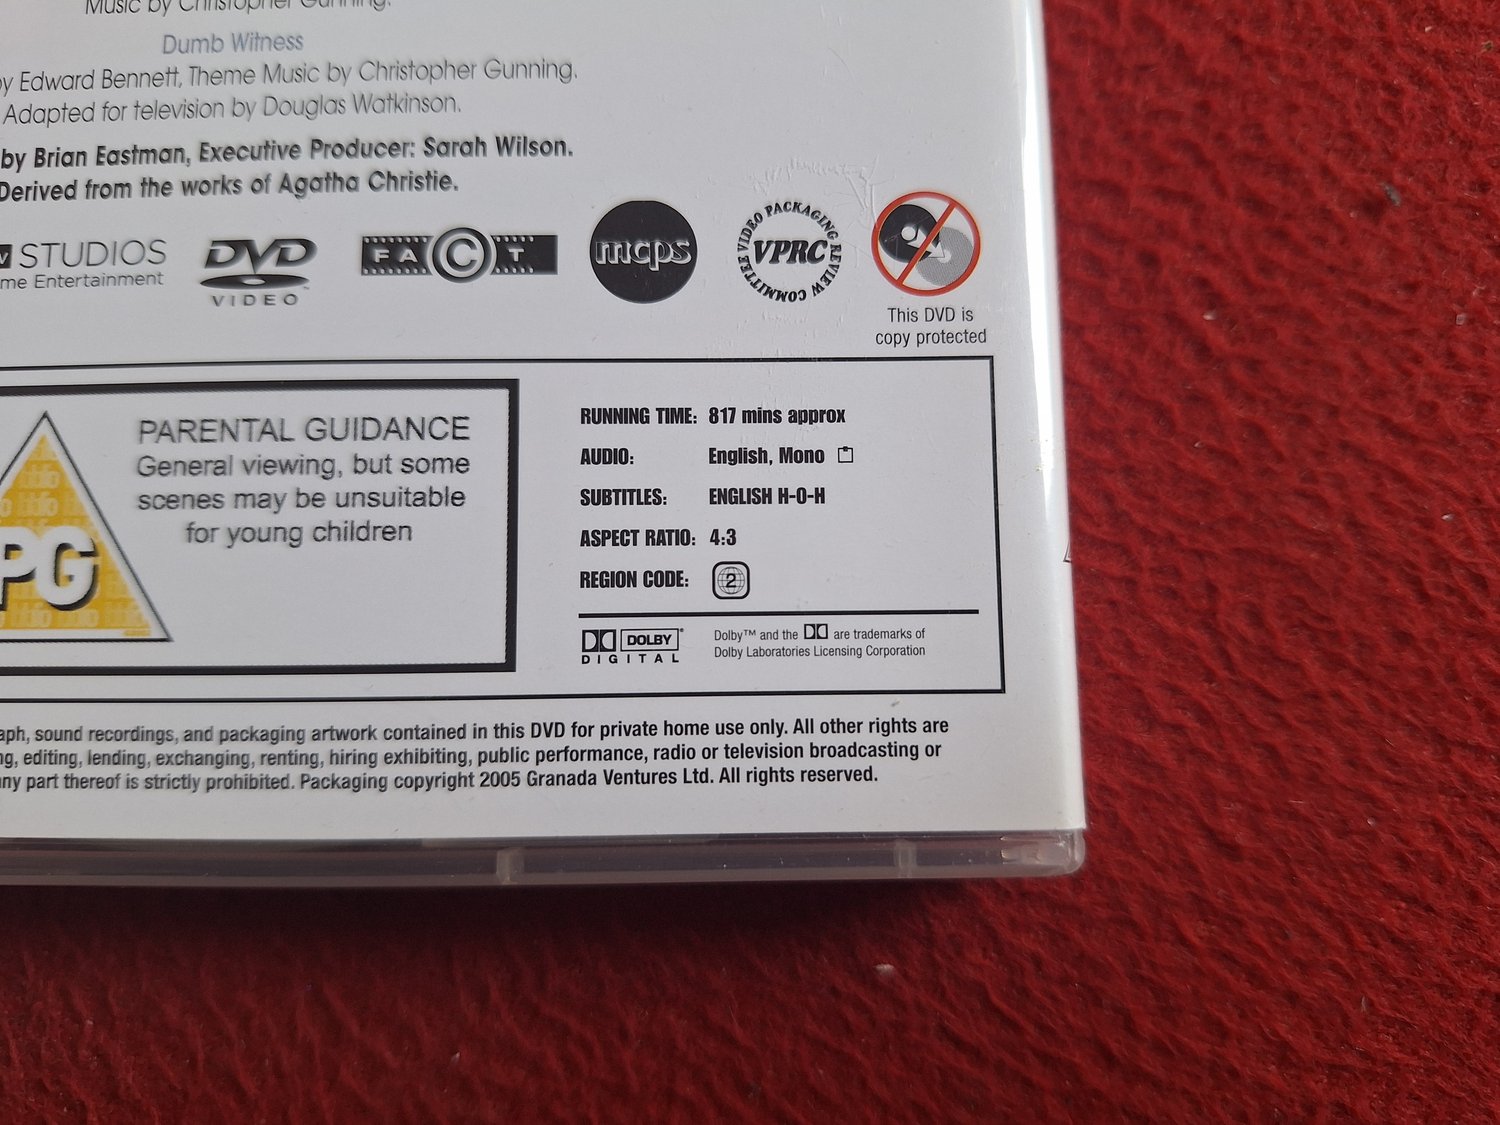 Music by Christopher Gunning.
Dumb Witness
by Edward Bennett, Theme Music by Christopher Gunning.
Adapted for television by Douglas Watkinson.
by Brian Eastman, Executive Producer: Sarah Wilson.
Derived from the works of Agatha Christie.
STUDIOS
me Entertainment
DVD
VIDEO
FACT
mcps
VIDEO PACKAGING REVIEW COMMITTEE
VPRC
This DVD is
copy protected
PG
PARENTAL GUIDANCE
General viewing, but some
scenes may be unsuitable
for young children
RUNNING TIME: 817 mins approx
AUDIO: English, Mono
SUBTITLES: ENGLISH H-O-H
ASPECT RATIO: 4:3
REGION CODE: 2
DOLBY
DIGITAL
Dolby™ and the DD are trademarks of
Dolby Laboratories Licensing Corporation
aph, sound recordings, and packaging artwork contained in this DVD for private home use only. All other rights are
ng, editing, lending, exchanging, renting, hiring exhibiting, public performance, radio or television broadcasting or
any part thereof is strictly prohibited. Packaging copyright 2005 Granada Ventures Ltd. All rights reserved.